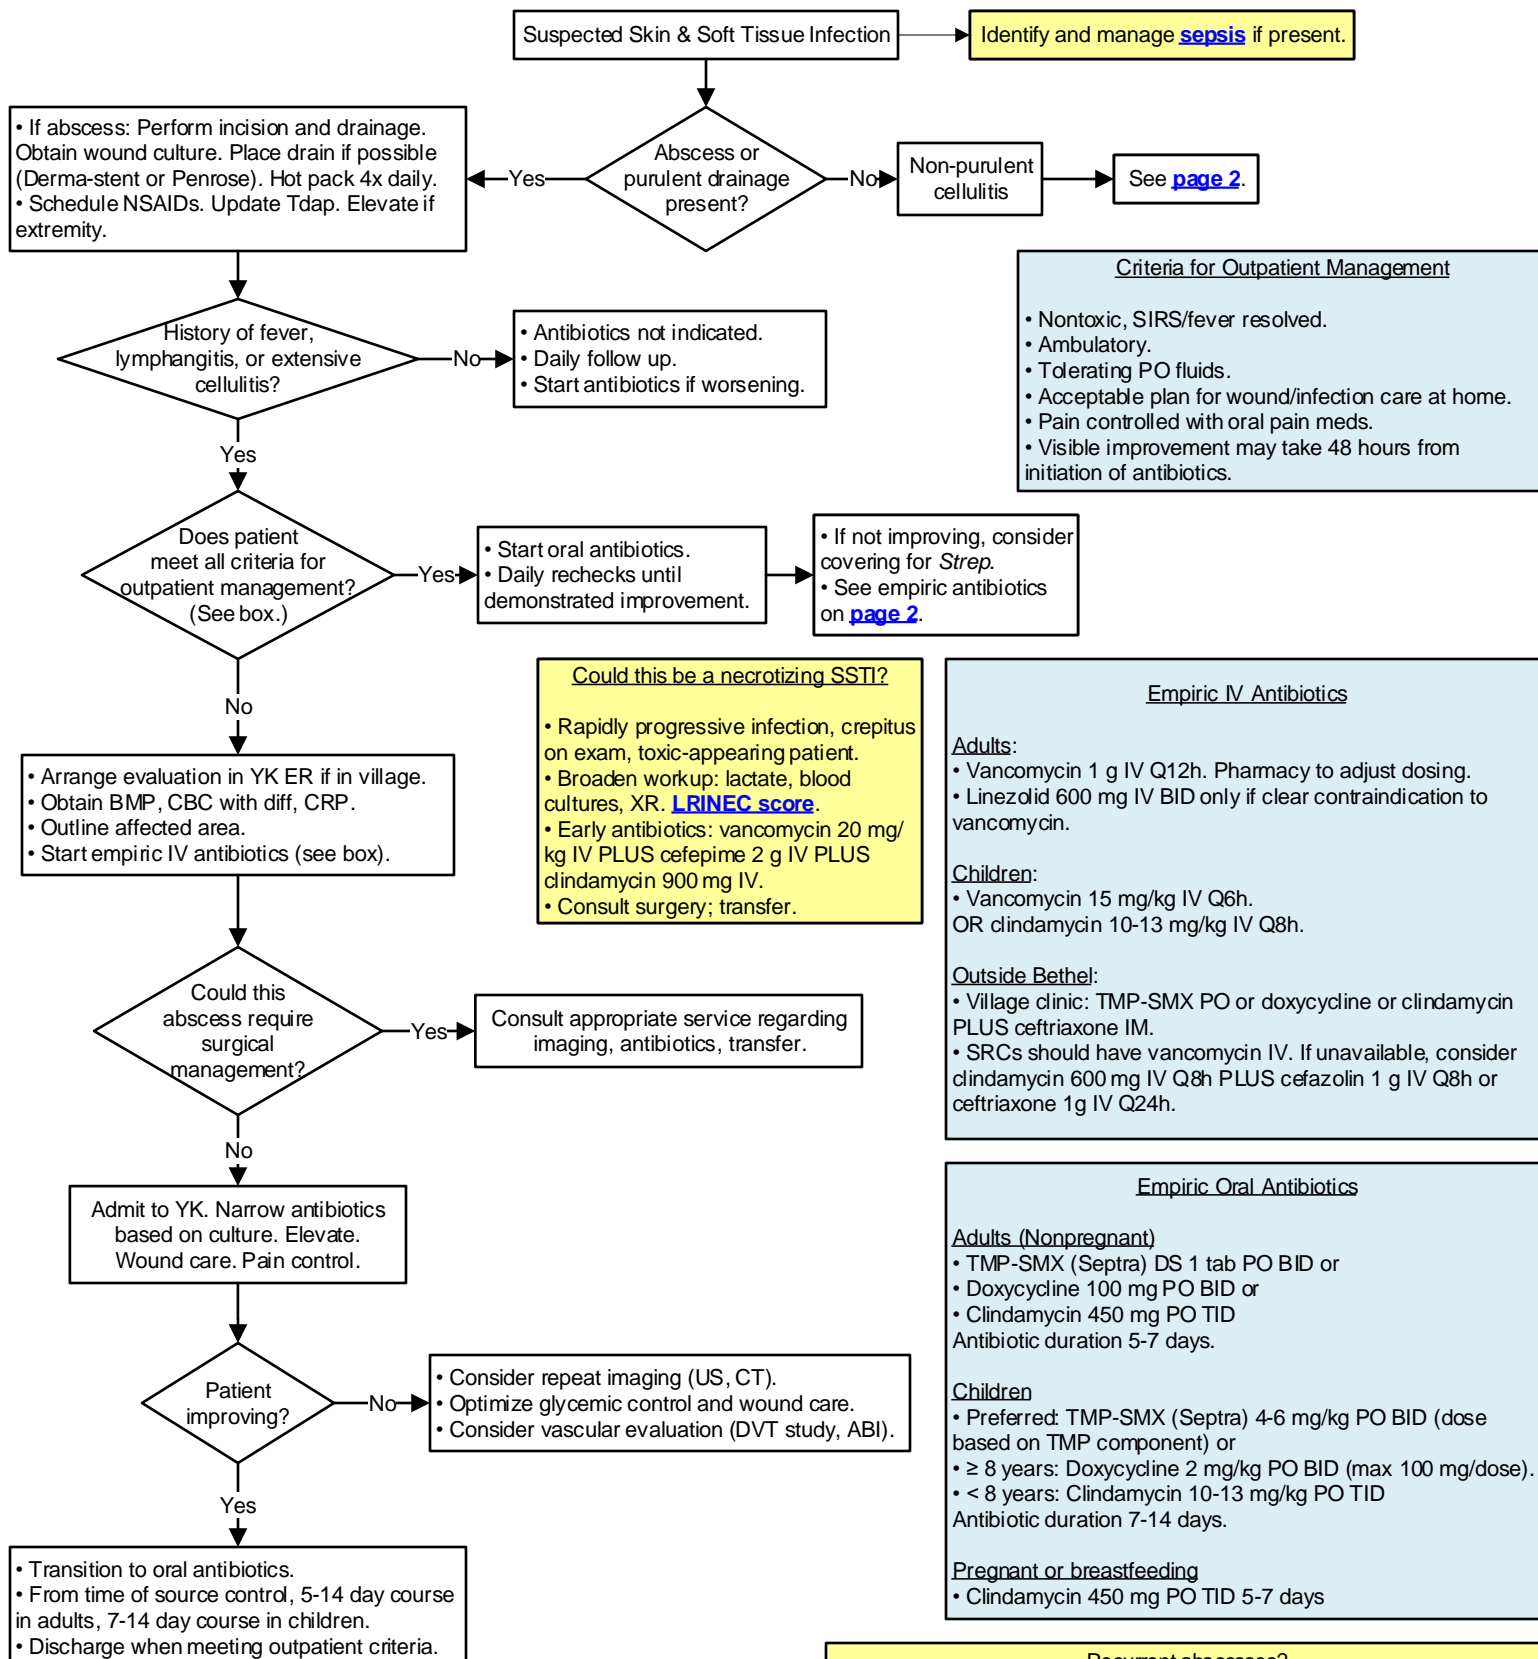 Suspected Skin & Soft Tissue Infection
Identify and manage sepsis if present.
• If abscess: Perform incision and drainage.
Obtain wound culture. Place drain if possible
(Derma-stent or Penrose). Hot pack 4x daily.
• Schedule NSAIDs. Update Tdap. Elevate if
extremity.
Yes
Abscess or
purulent drainage
present?
No
Non-purulent
cellulitis
See page 2.
Criteria for Outpatient Management
• Nontoxic, SIRS/fever resolved.
• Ambulatory.
• Tolerating PO fluids.
• Acceptable plan for wound/infection care at home.
• Pain controlled with oral pain meds.
• Visible improvement may take 48 hours from
initiation of antibiotics.
History of fever,
lymphangitis, or extensive
cellulitis?
No
• Antibiotics not indicated.
• Daily follow up.
• Start antibiotics if worsening.
Yes
Does patient
meet all criteria for
outpatient management?
(See box.)
Yes
• Start oral antibiotics.
• Daily rechecks until
demonstrated improvement.
• If not improving, consider
covering for Strep.
• See empiric antibiotics
on page 2.
No
Could this be a necrotizing SSTI?
• Rapidly progressive infection, crepitus
on exam, toxic-appearing patient.
• Broaden workup: lactate, blood
cultures, XR. LRINEC score.
• Early antibiotics: vancomycin 20 mg/
kg IV PLUS cefepime 2 g IV PLUS
clindamycin 900 mg IV.
• Consult surgery; transfer.
Empiric IV Antibiotics
Adults:
• Vancomycin 1 g IV Q12h. Pharmacy to adjust dosing.
• Linezolid 600 mg IV BID only if clear contraindication to
vancomycin.
Children:
• Vancomycin 15 mg/kg IV Q6h.
OR clindamycin 10-13 mg/kg IV Q8h.
Outside Bethel:
• Village clinic: TMP-SMX PO or doxycycline or clindamycin
PLUS ceftriaxone IM.
• SRCs should have vancomycin IV. If unavailable, consider
clindamycin 600 mg IV Q8h PLUS cefazolin 1 g IV Q8h or
ceftriaxone 1g IV Q24h.
• Arrange evaluation in YK ER if in village.
• Obtain BMP, CBC with diff, CRP.
• Outline affected area.
• Start empiric IV antibiotics (see box).
Could this
abscess require
surgical
management?
Yes
Consult appropriate service regarding
imaging, antibiotics, transfer.
No
Admit to YK. Narrow antibiotics
based on culture. Elevate.
Wound care. Pain control.
Empiric Oral Antibiotics
Adults (Nonpregnant)
• TMP-SMX (Septra) DS 1 tab PO BID or
• Doxycycline 100 mg PO BID or
• Clindamycin 450 mg PO TID
Antibiotic duration 5-7 days.
Children
• Preferred: TMP-SMX (Septra) 4-6 mg/kg PO BID (dose
based on TMP component) or
• ≥ 8 years: Doxycycline 2 mg/kg PO BID (max 100 mg/dose).
• < 8 years: Clindamycin 10-13 mg/kg PO TID
Antibiotic duration 7-14 days.
Pregnant or breastfeeding
• Clindamycin 450 mg PO TID 5-7 days
Patient
improving?
No
• Consider repeat imaging (US, CT).
• Optimize glycemic control and wound care.
• Consider vascular evaluation (DVT study, ABI).
Yes
• Transition to oral antibiotics.
• From time of source control, 5-14 day course
in adults, 7-14 day course in children.
• Discharge when meeting outpatient criteria.
Recurrent abscesses?